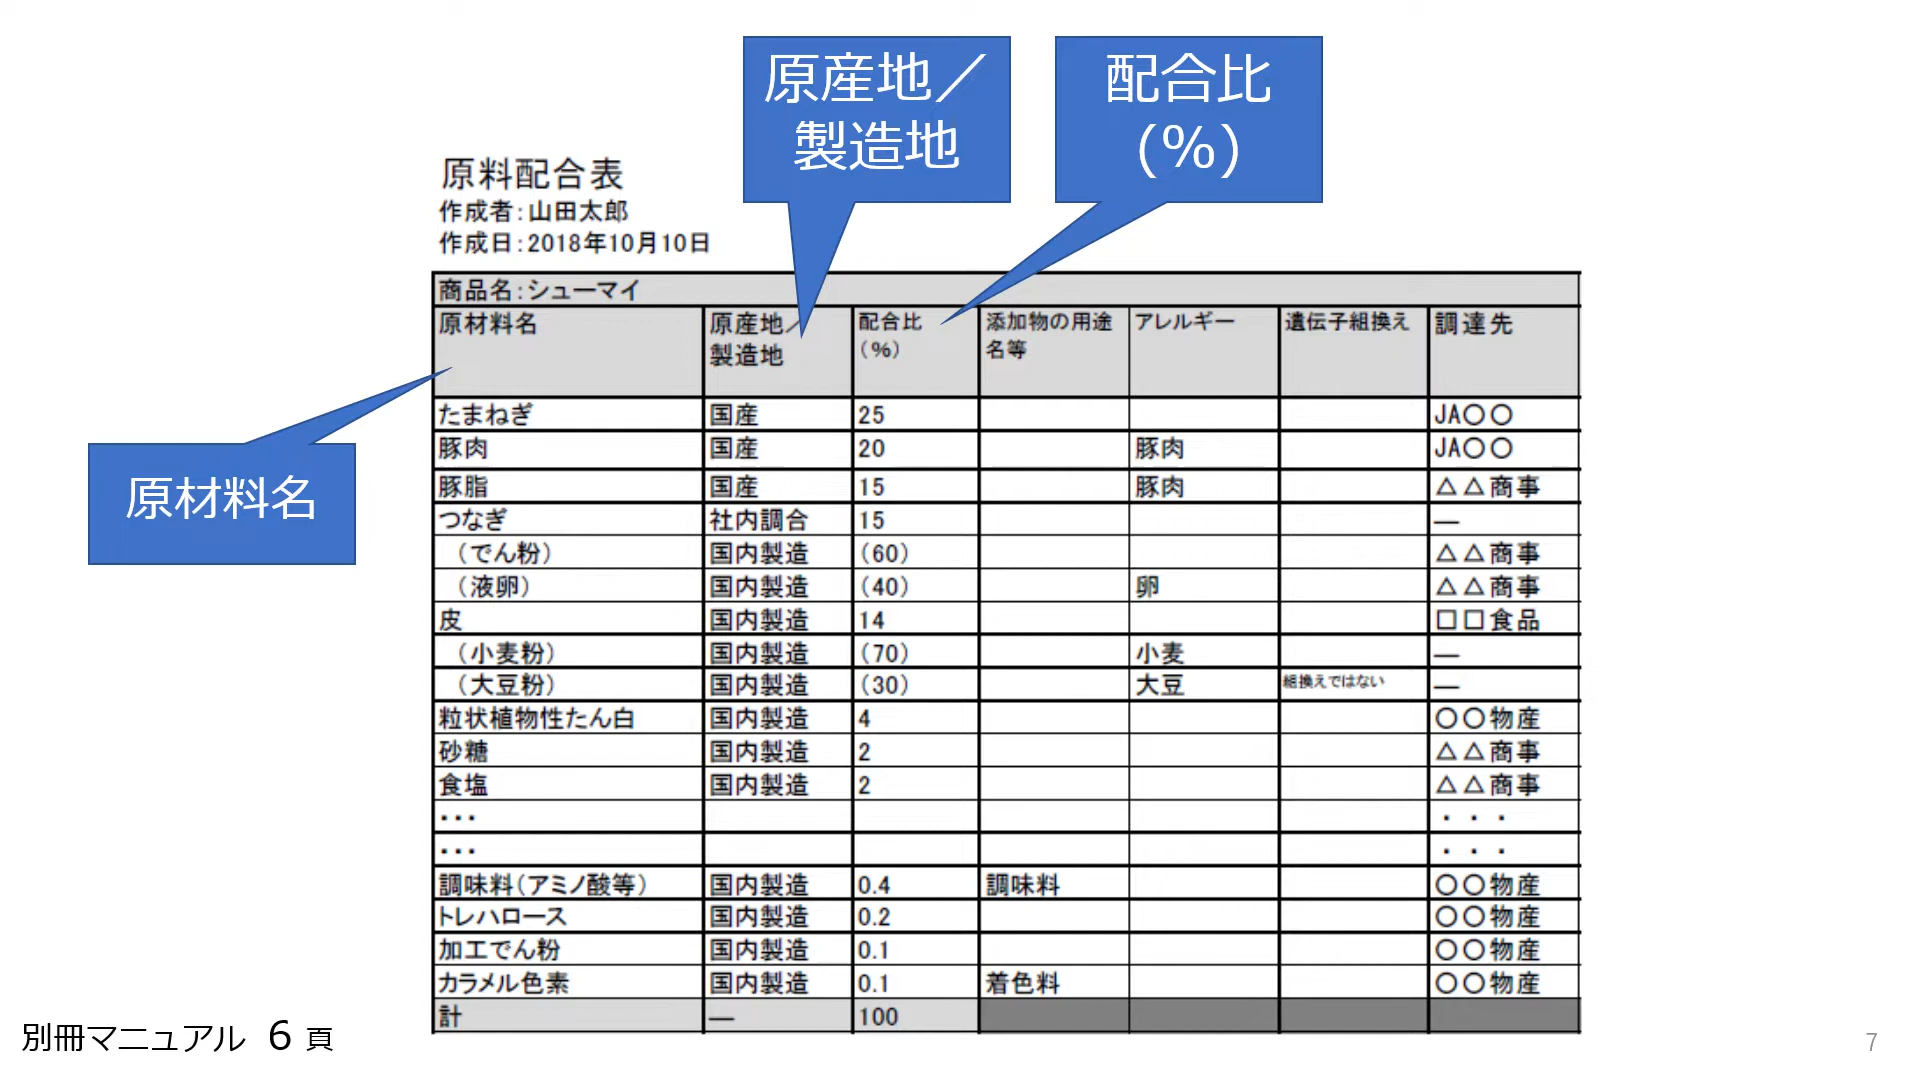 原産地／
製造地
配合比
(％)
原料配合表
作成者：山田太郎
作成日：2018年10月10日
商品名：シューマイ
原材料名 原産地／製造地 配合比（％） 添加物の用途名等 アレルギー 遺伝子組換え 調達先
たまねぎ 国産 25 JA〇〇
豚肉 国産 20 豚肉 JA〇〇
豚脂 国産 15 豚肉 △△商事
つなぎ 社内調合 15 ―
（でん粉） 国内製造 （60） △△商事
（液卵） 国内製造 （40） 卵 △△商事
皮 国内製造 14 □□食品
（小麦粉） 国内製造 （70） 小麦 ―
（大豆粉） 国内製造 （30） 大豆 組換えではない ―
粒状植物性たん白 国内製造 4 〇〇物産
砂糖 国内製造 2 △△商事
食塩 国内製造 2 △△商事
・・・ ・・・
・・・ ・・・
調味料（アミノ酸等） 国内製造 0.4 調味料 〇〇物産
トレハロース 国内製造 0.2 〇〇物産
加工でん粉 国内製造 0.1 〇〇物産
カラメル色素 国内製造 0.1 着色料 〇〇物産
計 ― 100
原材料名
別冊マニュアル 6 頁
7